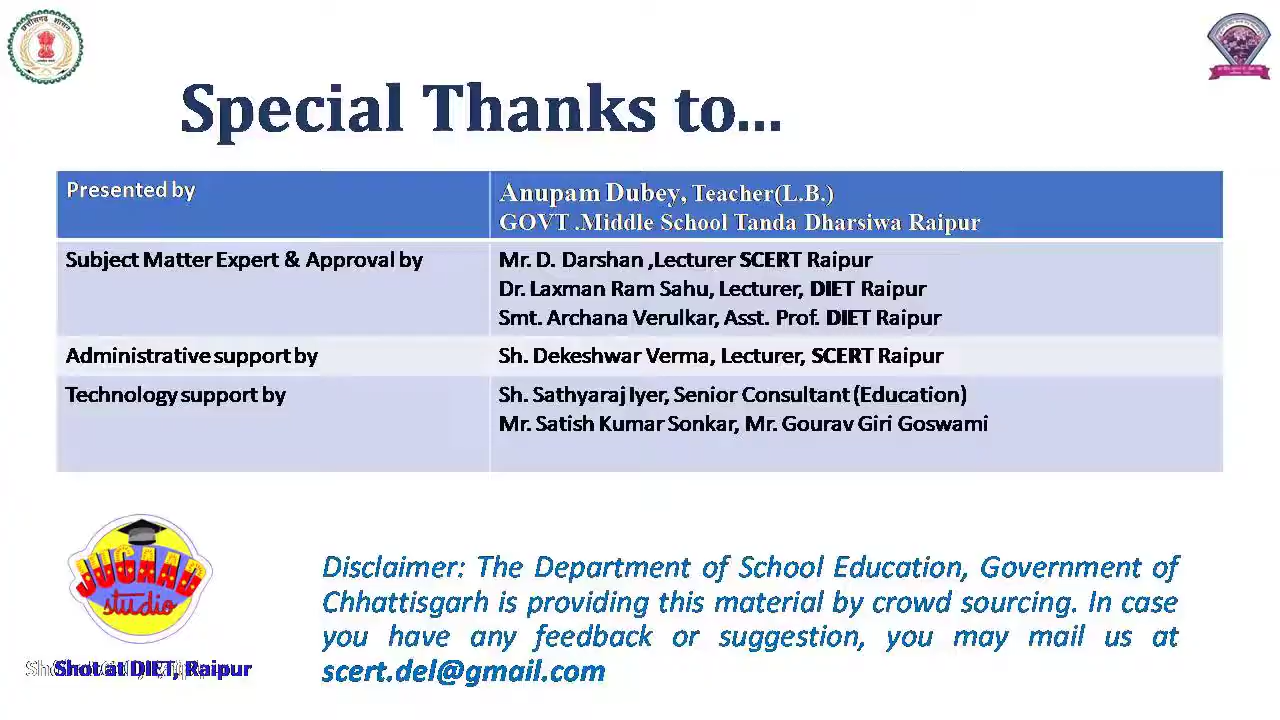 छत्तीसगढ़ शासन
Special Thanks to...
Presented by
Anupam Dubey, Teacher(L.B.)
GOVT .Middle School Tanda Dharsiwa Raipur
Subject Matter Expert & Approval by
Mr. D. Darshan ,Lecturer SCERT Raipur
Dr. Laxman Ram Sahu, Lecturer, DIET Raipur
Smt. Archana Verulkar, Asst. Prof. DIET Raipur
Administrative support by
Sh. Dekeshwar Verma, Lecturer, SCERT Raipur
Technology support by
Sh. Sathyaraj Iyer, Senior Consultant (Education)
Mr. Satish Kumar Sonkar, Mr. Gourav Giri Goswami
JUGAAD
studio
Shot at DIET, Raipur
Disclaimer: The Department of School Education, Government of
Chhattisgarh is providing this material by crowd sourcing. In case
you have any feedback or suggestion, you may mail us at
scert.del@gmail.com